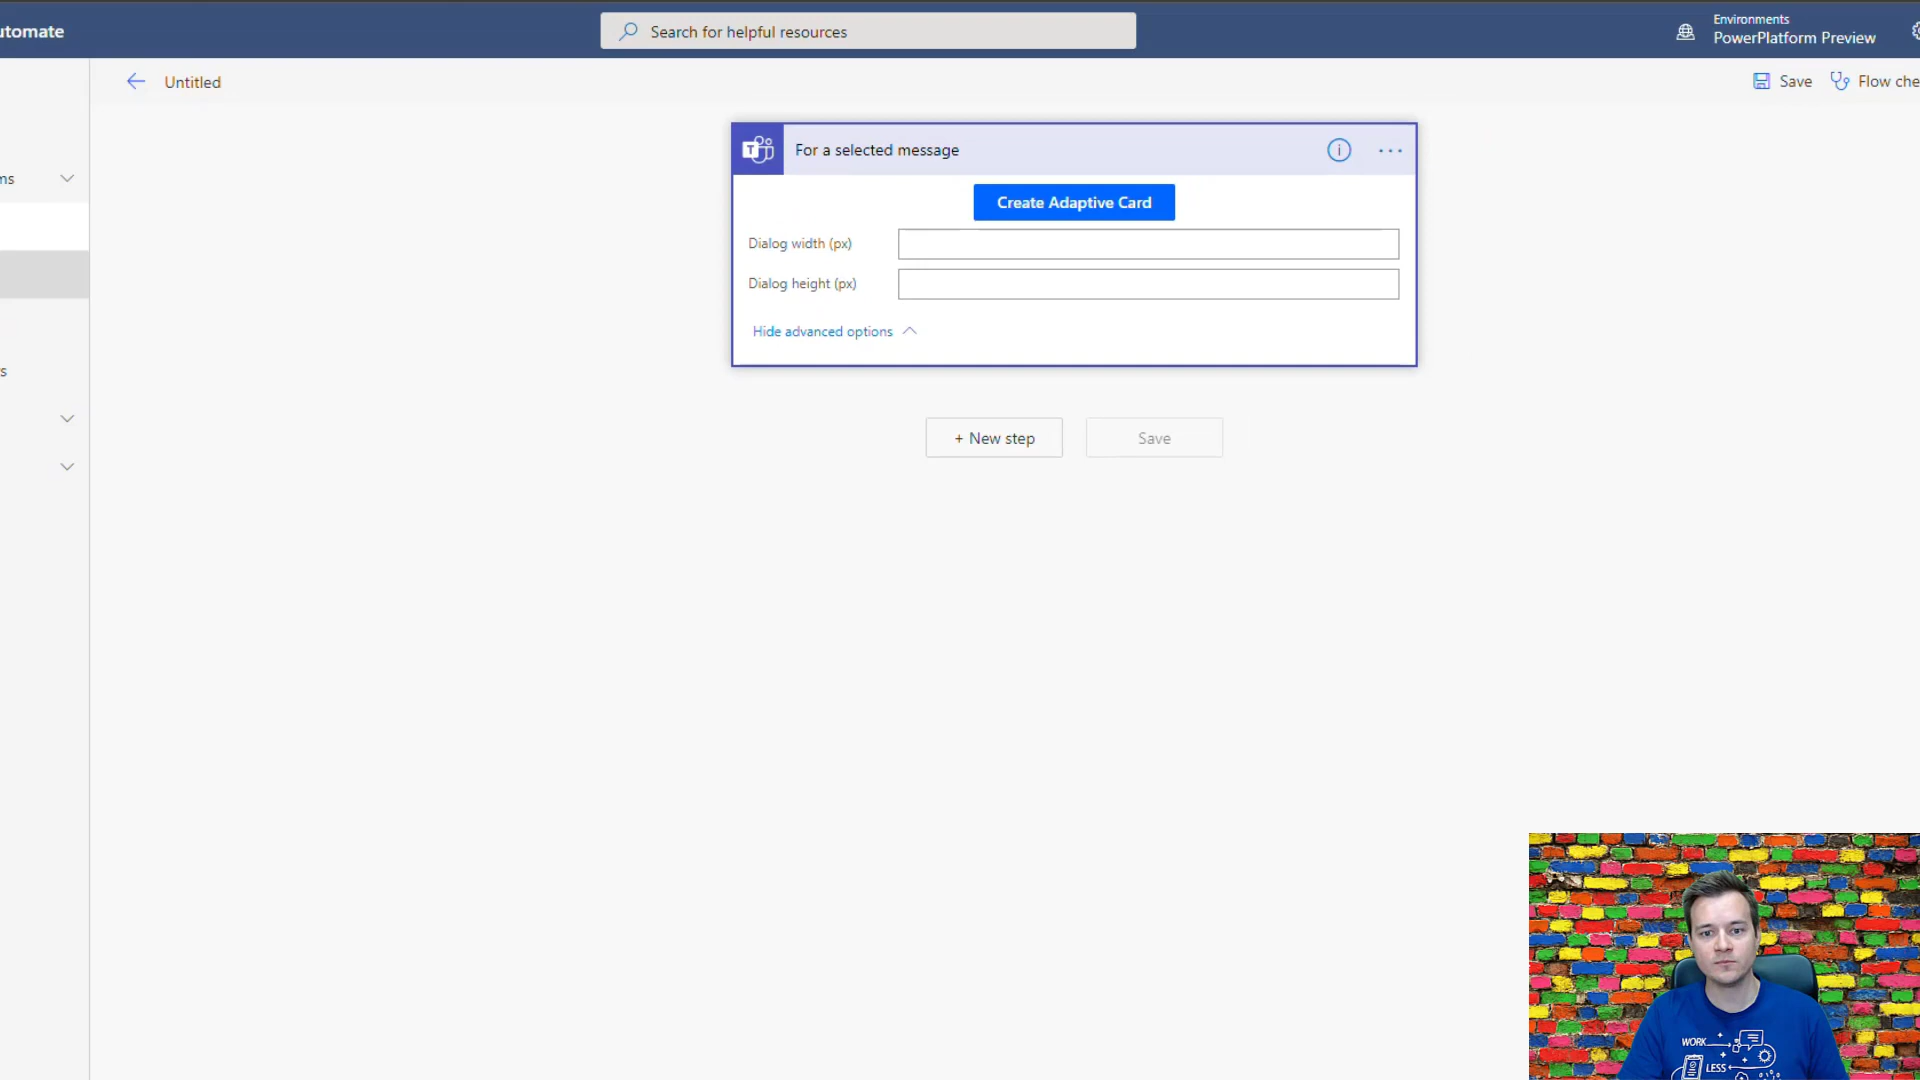 utomate
Search for helpful resources
Environments
PowerPlatform Preview
Untitled
Save
Flow che
For a selected message
Create Adaptive Card
ms
Dialog width (px)
Dialog height (px)
Hide advanced options
s
+ New step
Save
WORK
LESS